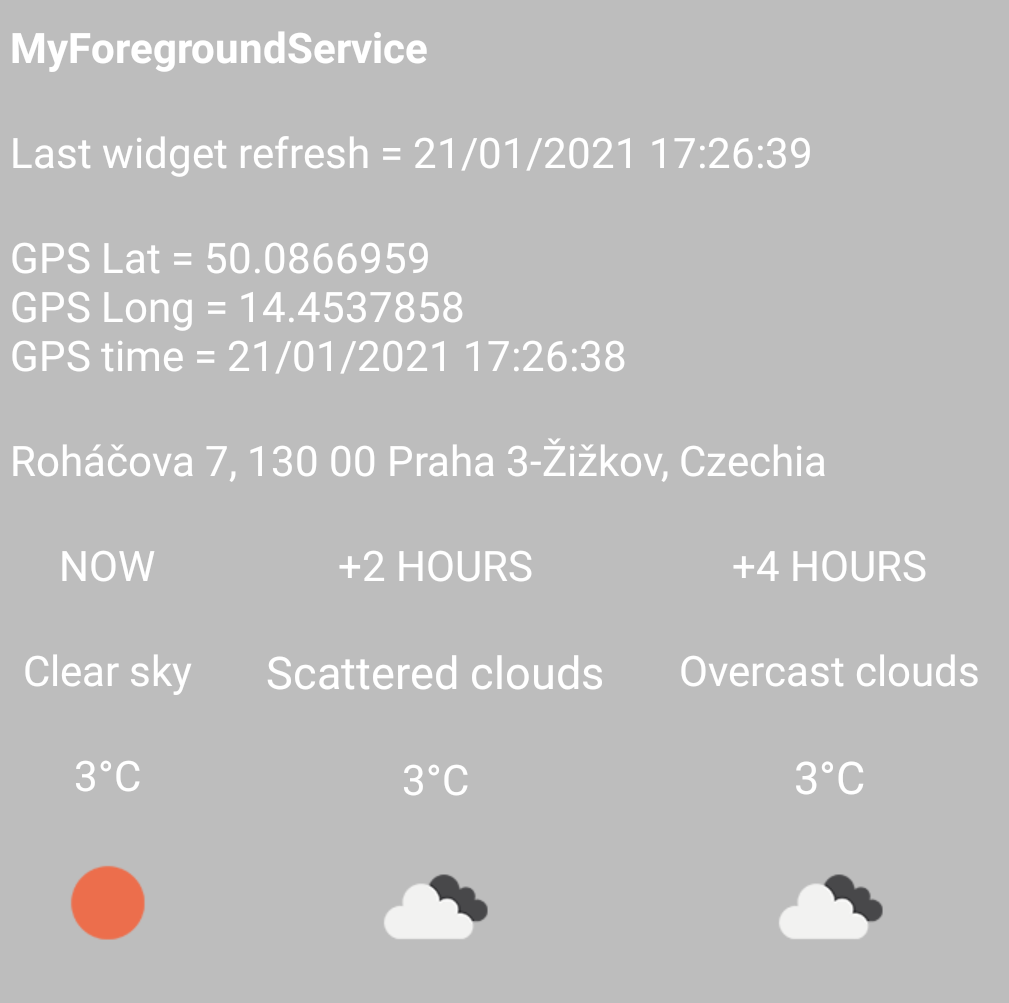 MyForegroundService
Last widget refresh = 21/01/2021 17:26:39
GPS Lat = 50.0866959
GPS Long = 14.4537858
GPS time = 21/01/2021 17:26:38
Roháčova 7, 130 00 Praha 3-Žižkov, Czechia
NOW +2 HOURS +4 HOURS
Clear sky Scattered clouds Overcast clouds
3°C 3°C 3°C